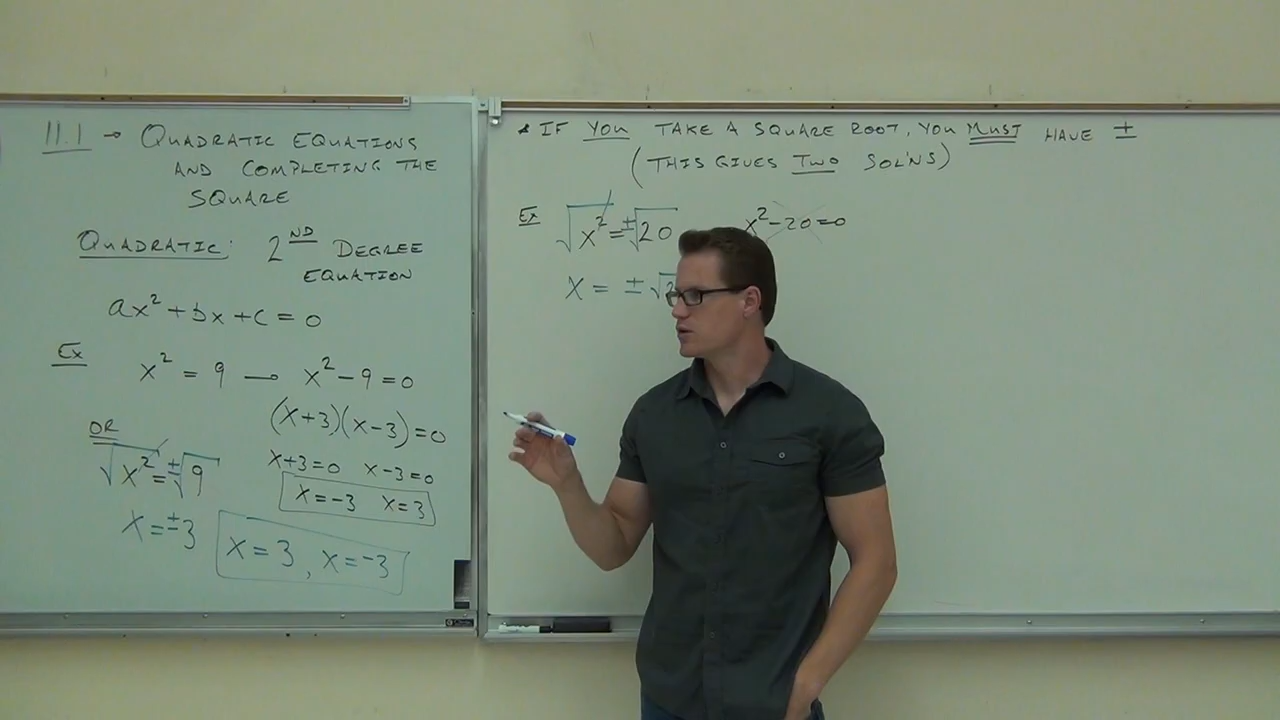 11.1 → QUADRATIC EQUATIONS
AND COMPLETING THE
SQUARE
QUADRATIC: 2ND DEGREE
EQUATION
ax² + bx + c = 0
Ex
x² = 9 — x² - 9 = 0
(x+3)(x-3) = 0
x+3=0 x-3=0
x=-3 x=3
OR
√x² = ±√9
x = ±3
x = 3, x = -3
* IF YOU TAKE A SQUARE ROOT, YOU MUST HAVE ±
(THIS GIVES TWO SOL'NS)
Ex √x² = ±√20 x² - 20 = 0
x = ±√2